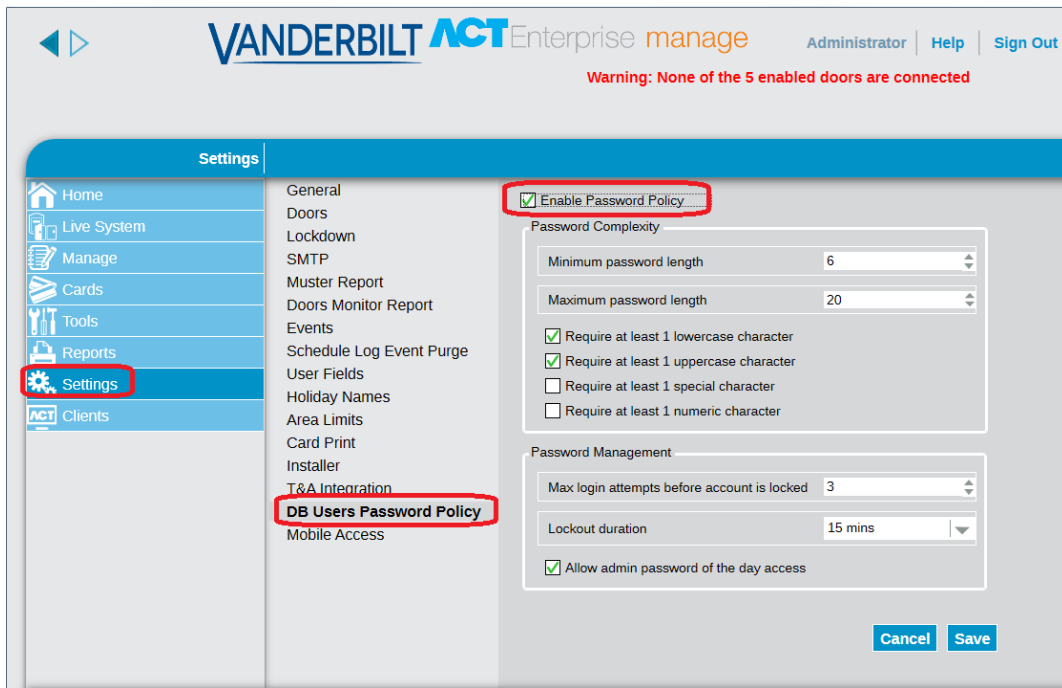 VANDERBILT ACT Enterprise manage
Administrator Help Sign Out
Warning: None of the 5 enabled doors are connected
Settings
Home
Live System
Manage
Cards
Tools
Reports
Settings
ACT Clients
General
Doors
Lockdown
SMTP
Muster Report
Doors Monitor Report
Events
Schedule Log Event Purge
User Fields
Holiday Names
Area Limits
Card Print
Installer
T&A Integration
DB Users Password Policy
Mobile Access
Enable Password Policy
Password Complexity
Minimum password length 6
Maximum password length 20
Require at least 1 lowercase character
Require at least 1 uppercase character
Require at least 1 special character
Require at least 1 numeric character
Password Management
Max login attempts before account is locked 3
Lockout duration 15 mins
Allow admin password of the day access
Cancel Save